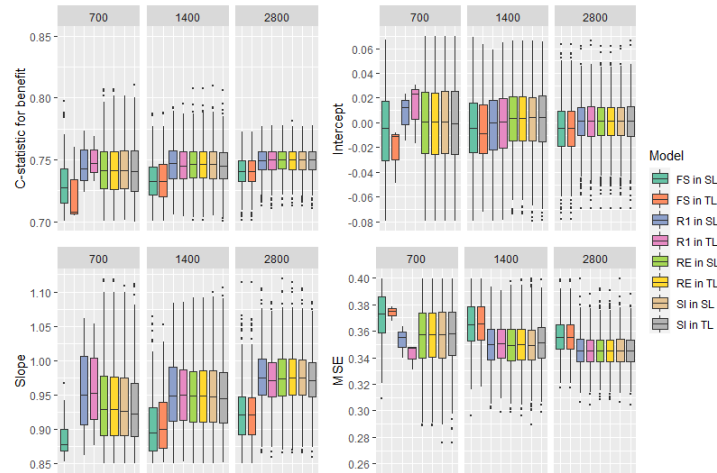 700 1400 2800
C-statistic for benefit
0.85
0.80
0.75
0.70
700 1400 2800
Intercept
0.06
0.04
0.02
0.00
-0.02
-0.04
-0.06
-0.08
700 1400 2800
Slope
1.10
1.05
1.00
0.95
0.90
0.85
700 1400 2800
MSE
0.40
0.38
0.36
0.34
0.32
0.30
0.28
0.26
Model
FS in SL
FS in TL
R1 in SL
R1 in TL
RE in SL
RE in TL
SI in SL
SI in TL